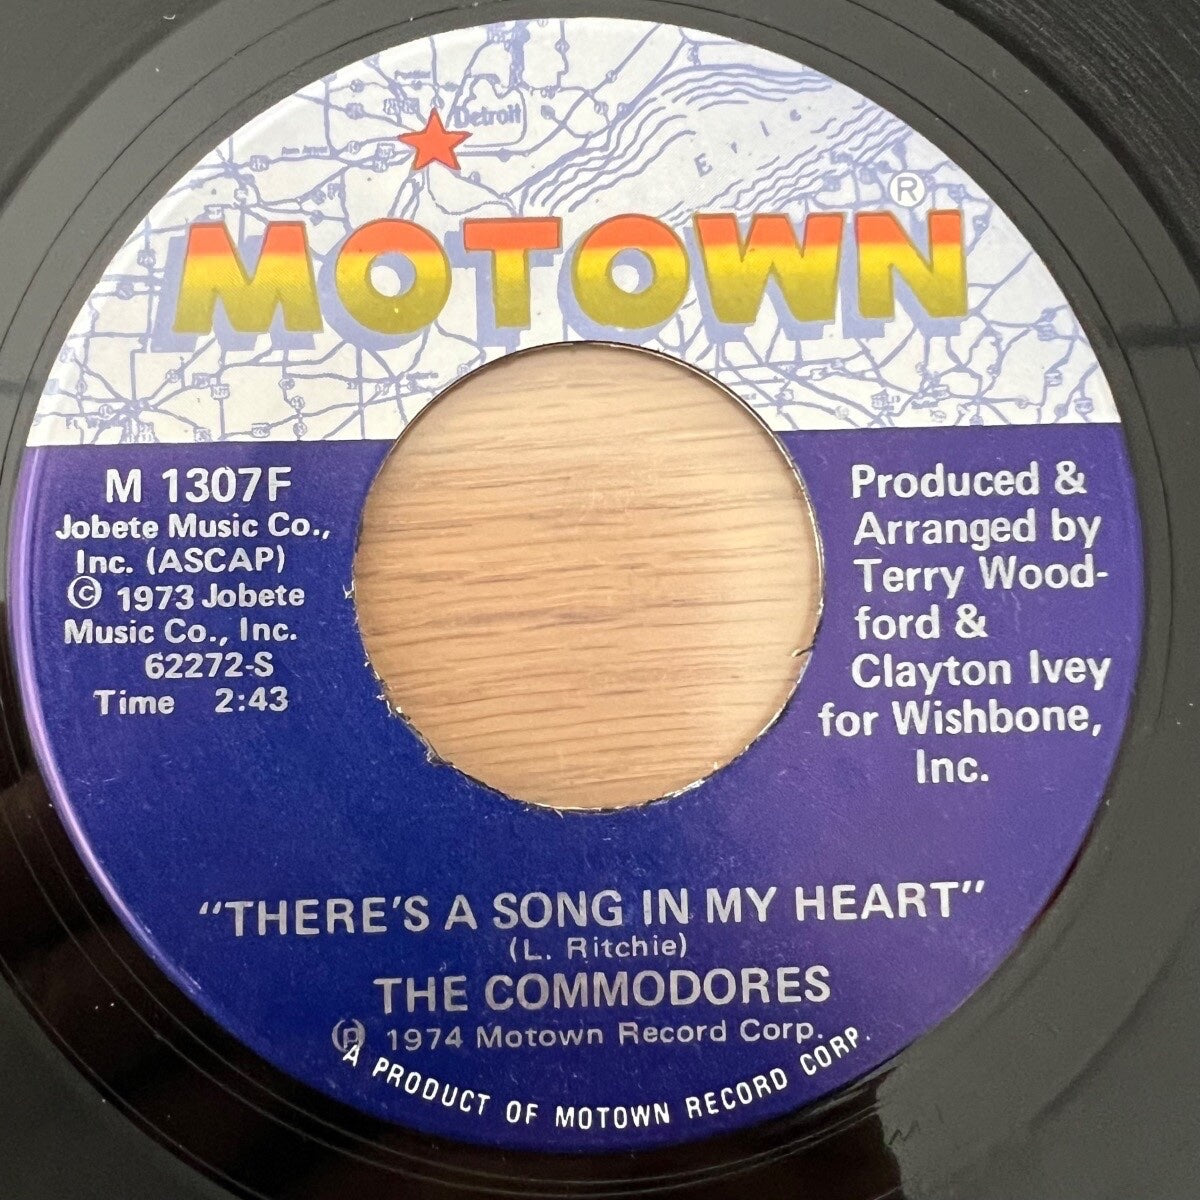 Detroit
Erie
MOTOWN®
M 1307F
Jobete Music Co.,
Inc. (ASCAP)
© 1973 Jobete
Music Co., Inc.
62272-S
Time 2:43
Produced &
Arranged by
Terry Wood-
ford &
Clayton Ivey
for Wishbone,
Inc.
"THERE'S A SONG IN MY HEART"
(L. Ritchie)
THE COMMODORES
℗ 1974 Motown Record Corp.
A PRODUCT OF MOTOWN RECORD CORP.